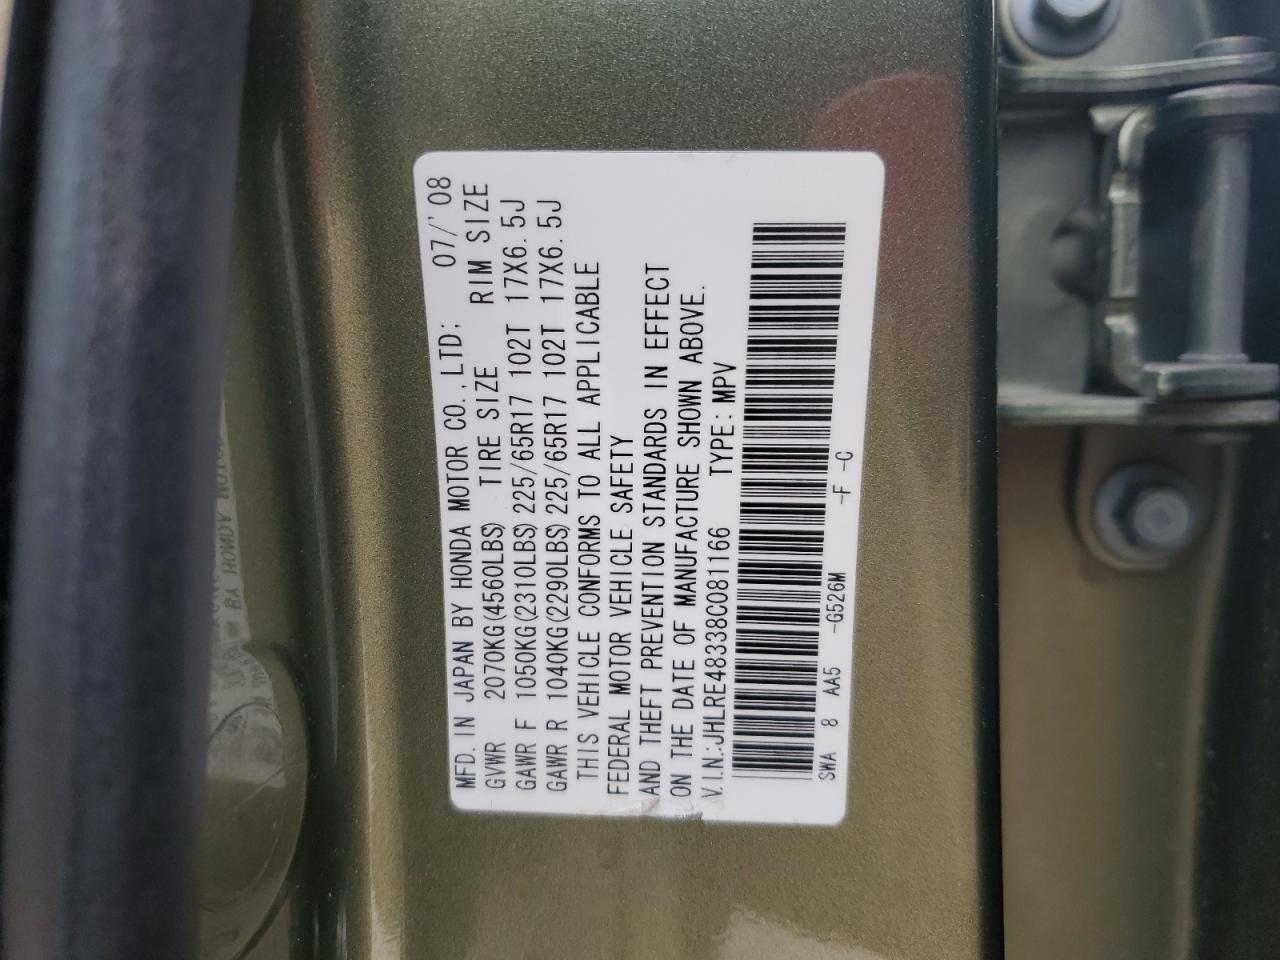 MFD. IN JAPAN BY HONDA MOTOR CO.,LTD; 07/'08
GVWR 2070KG(4560LBS) TIRE SIZE RIM SIZE
GAWR F 1050KG(2310LBS) 225/65R17 102T 17X6.5J
GAWR R 1040KG(2290LBS) 225/65R17 102T 17X6.5J
THIS VEHICLE CONFORMS TO ALL APPLICABLE
FEDERAL MOTOR VEHICLE SAFETY
AND THEFT PREVENTION STANDARDS IN EFFECT
ON THE DATE OF MANUFACTURE SHOWN ABOVE.
V.I.N.:JHLRE48338C081166 TYPE:MPV
SWA 8 AA5 -G526M -F -C
BY HONDA MOTOR